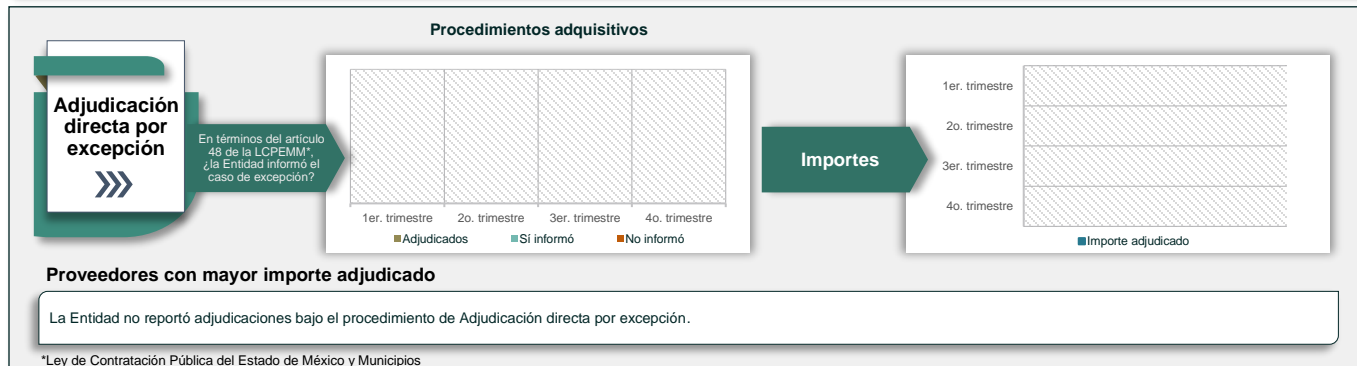 Procedimientos adquisitivos
Adjudicación
directa por
excepción
En términos del artículo
48 de la LCPEMM*,
¿la Entidad informó el
caso de excepción?
1er. trimestre 2o. trimestre 3er. trimestre 4o. trimestre
Adjudicados Sí informó No informó
Importes
1er. trimestre
2o. trimestre
3er. trimestre
4o. trimestre
Importe adjudicado
Proveedores con mayor importe adjudicado
La Entidad no reportó adjudicaciones bajo el procedimiento de Adjudicación directa por excepción.
*Ley de Contratación Pública del Estado de México y Municipios